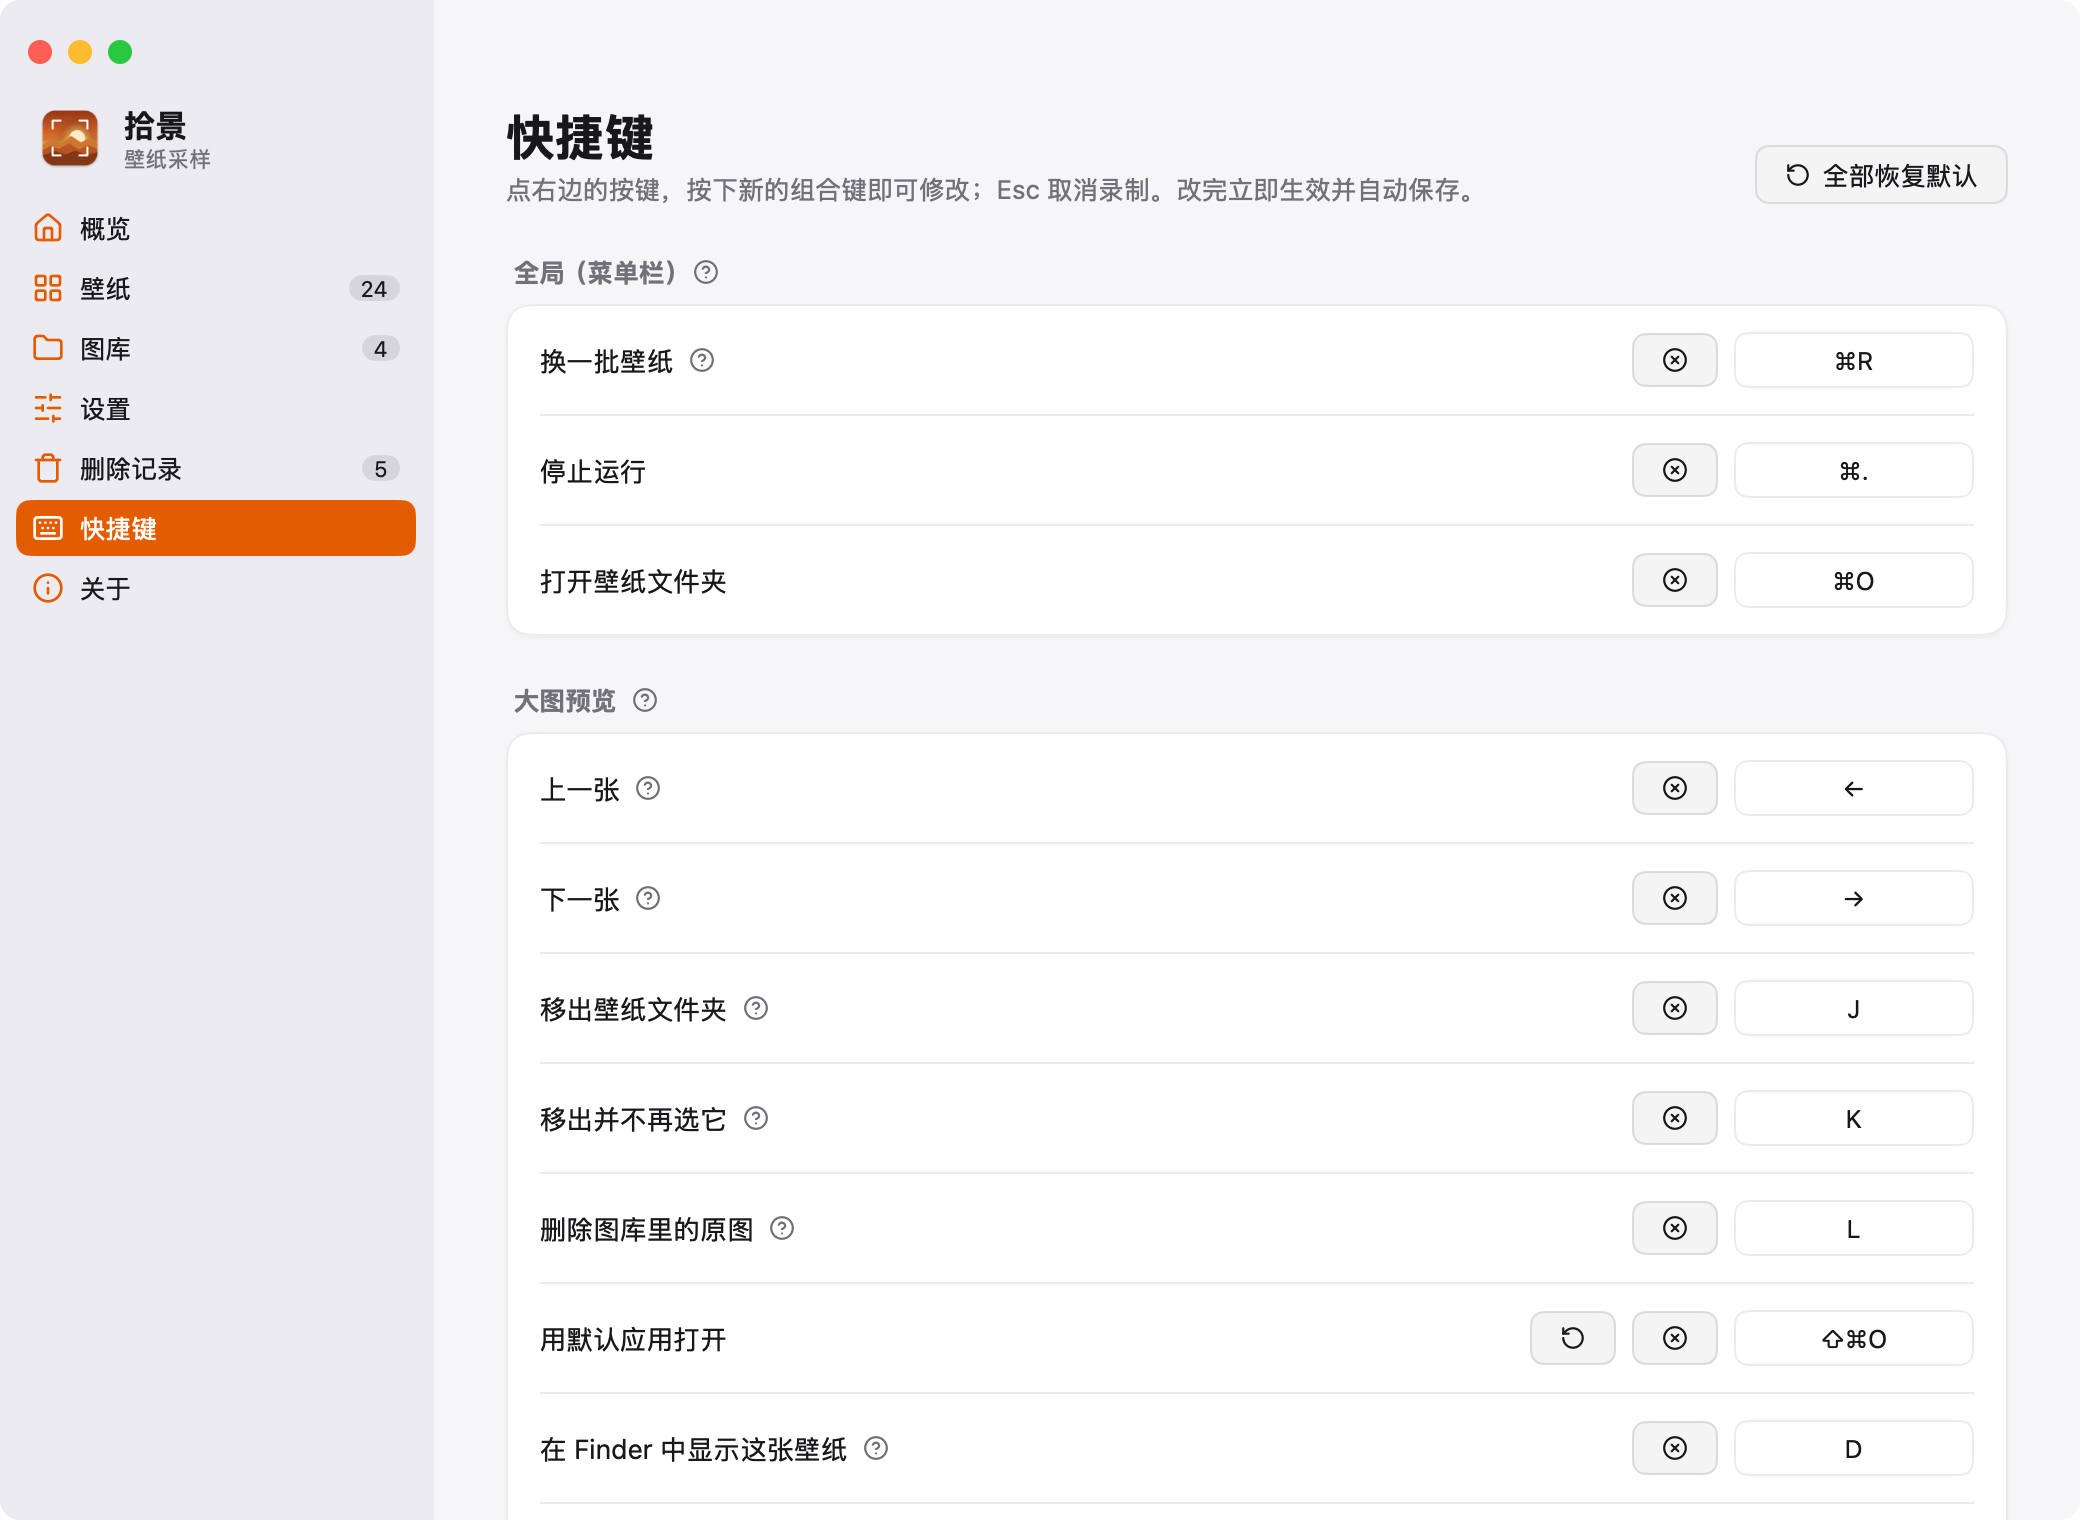 拾景
壁纸采样
概览
壁纸 24
图库 4
设置
删除记录 5
快捷键
关于
快捷键
点右边的按键，按下新的组合键即可修改；Esc 取消录制。改完立即生效并自动保存。
全部恢复默认
全局（菜单栏）
换一批壁纸 ⌘R
停止运行 ⌘.
打开壁纸文件夹 ⌘O
大图预览
上一张 ←
下一张 →
移出壁纸文件夹 J
移出并不再选它 K
删除图库里的原图 L
用默认应用打开 ⇧⌘O
在 Finder 中显示这张壁纸 D